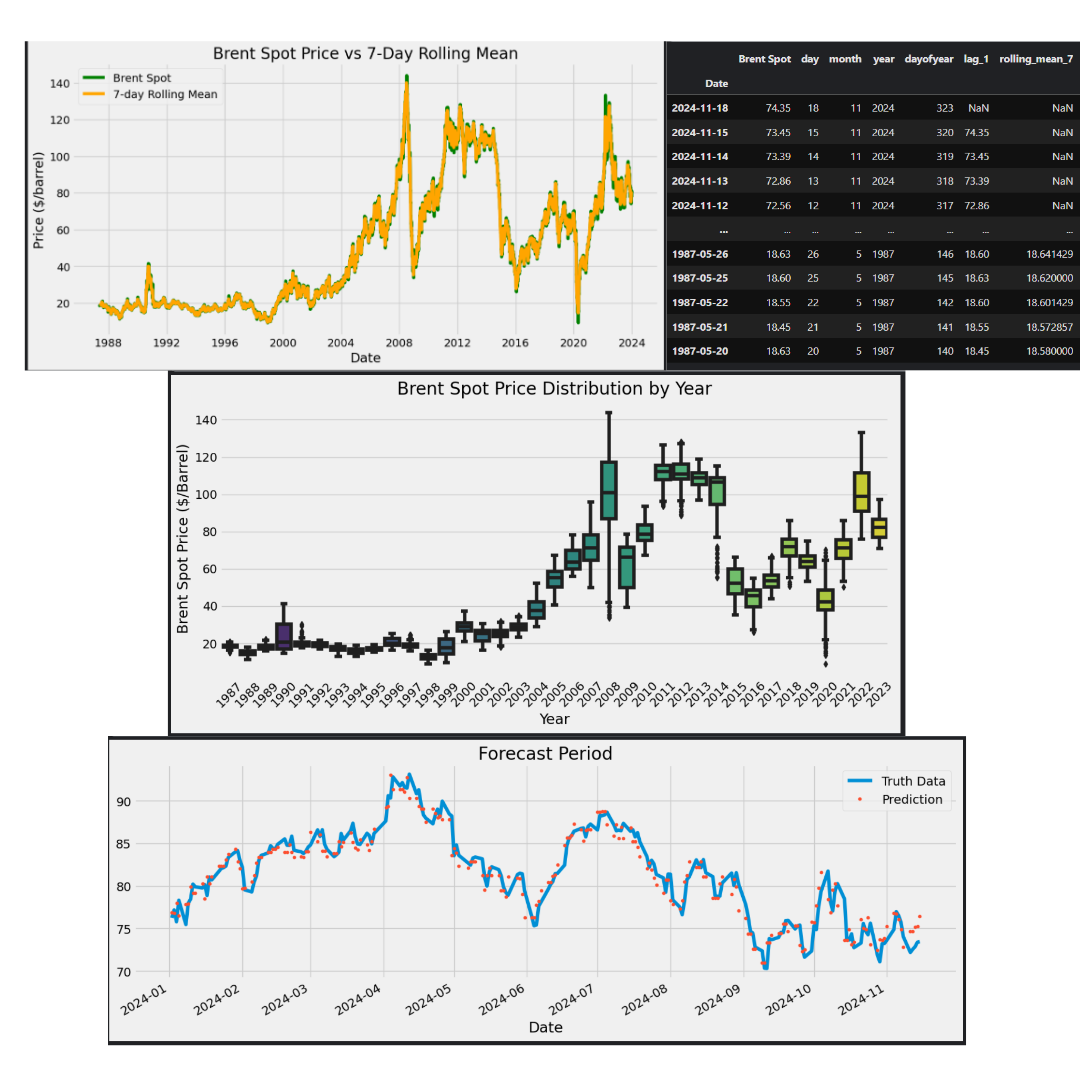 Brent Spot Price vs 7-Day Rolling Mean
Brent Spot
7-day Rolling Mean
Price ($/barrel)
140
120
100
80
60
40
20
1988 1992 1996 2000 2004 2008 2012 2016 2020 2024
Date
Brent Spot day month year dayofyear lag_1 rolling_mean_7
Date
2024-11-18 74.35 18 11 2024 323 NaN NaN
2024-11-15 73.45 15 11 2024 320 74.35 NaN
2024-11-14 73.39 14 11 2024 319 73.45 NaN
2024-11-13 72.86 13 11 2024 318 73.39 NaN
2024-11-12 72.56 12 11 2024 317 72.86 NaN
... ... ... ... ... ... ... ...
1987-05-26 18.63 26 5 1987 146 18.60 18.641429
1987-05-25 18.60 25 5 1987 145 18.63 18.620000
1987-05-22 18.55 22 5 1987 142 18.60 18.601429
1987-05-21 18.45 21 5 1987 141 18.55 18.572857
1987-05-20 18.63 20 5 1987 140 18.45 18.580000
Brent Spot Price Distribution by Year
Brent Spot Price ($/Barrel)
140
120
100
80
60
40
20
1987 1988 1989 1990 1991 1992 1993 1994 1995 1996 1997 1998 1999 2000 2001 2002 2003 2004 2005 2006 2007 2008 2009 2010 2011 2012 2013 2014 2015 2016 2017 2018 2019 2020 2021 2022 2023
Year
Forecast Period
Truth Data
Prediction
90
85
80
75
70
2024-01 2024-02 2024-03 2024-04 2024-05 2024-06 2024-07 2024-08 2024-09 2024-10 2024-11
Date